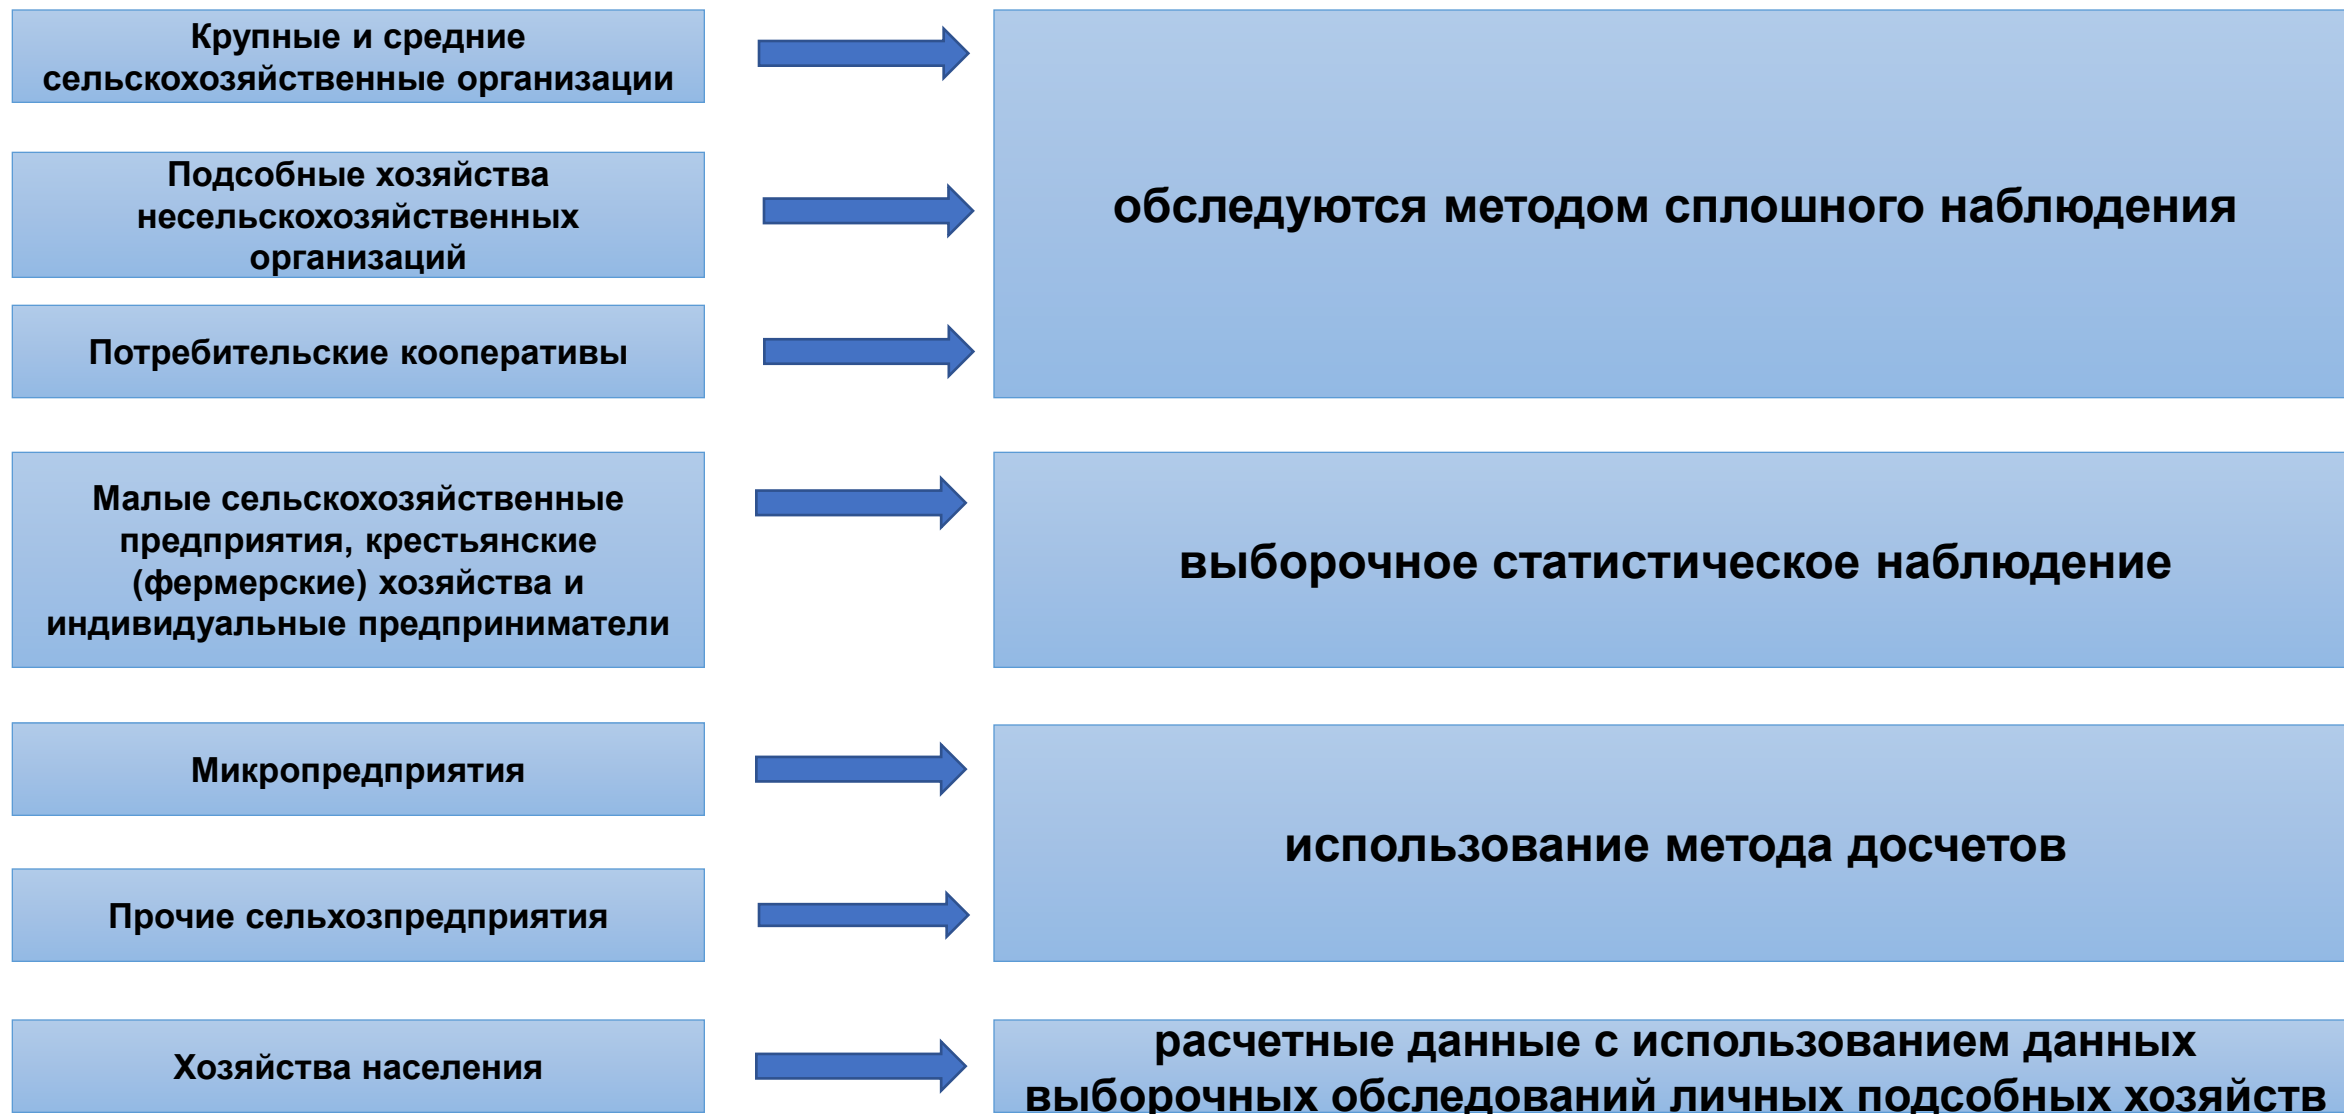 Крупные и средние
сельскохозяйственные организации
Подсобные хозяйства
несельскохозяйственных
организаций
Потребительские кооперативы
обследуются методом сплошного наблюдения
Малые сельскохозяйственные
предприятия, крестьянские
(фермерские) хозяйства и
индивидуальные предприниматели
выборочное статистическое наблюдение
Микропредприятия
Прочие сельхозпредприятия
использование метода досчетов
Хозяйства населения
расчетные данные с использованием данных
выборочных обследований личных подсобных хозяйств